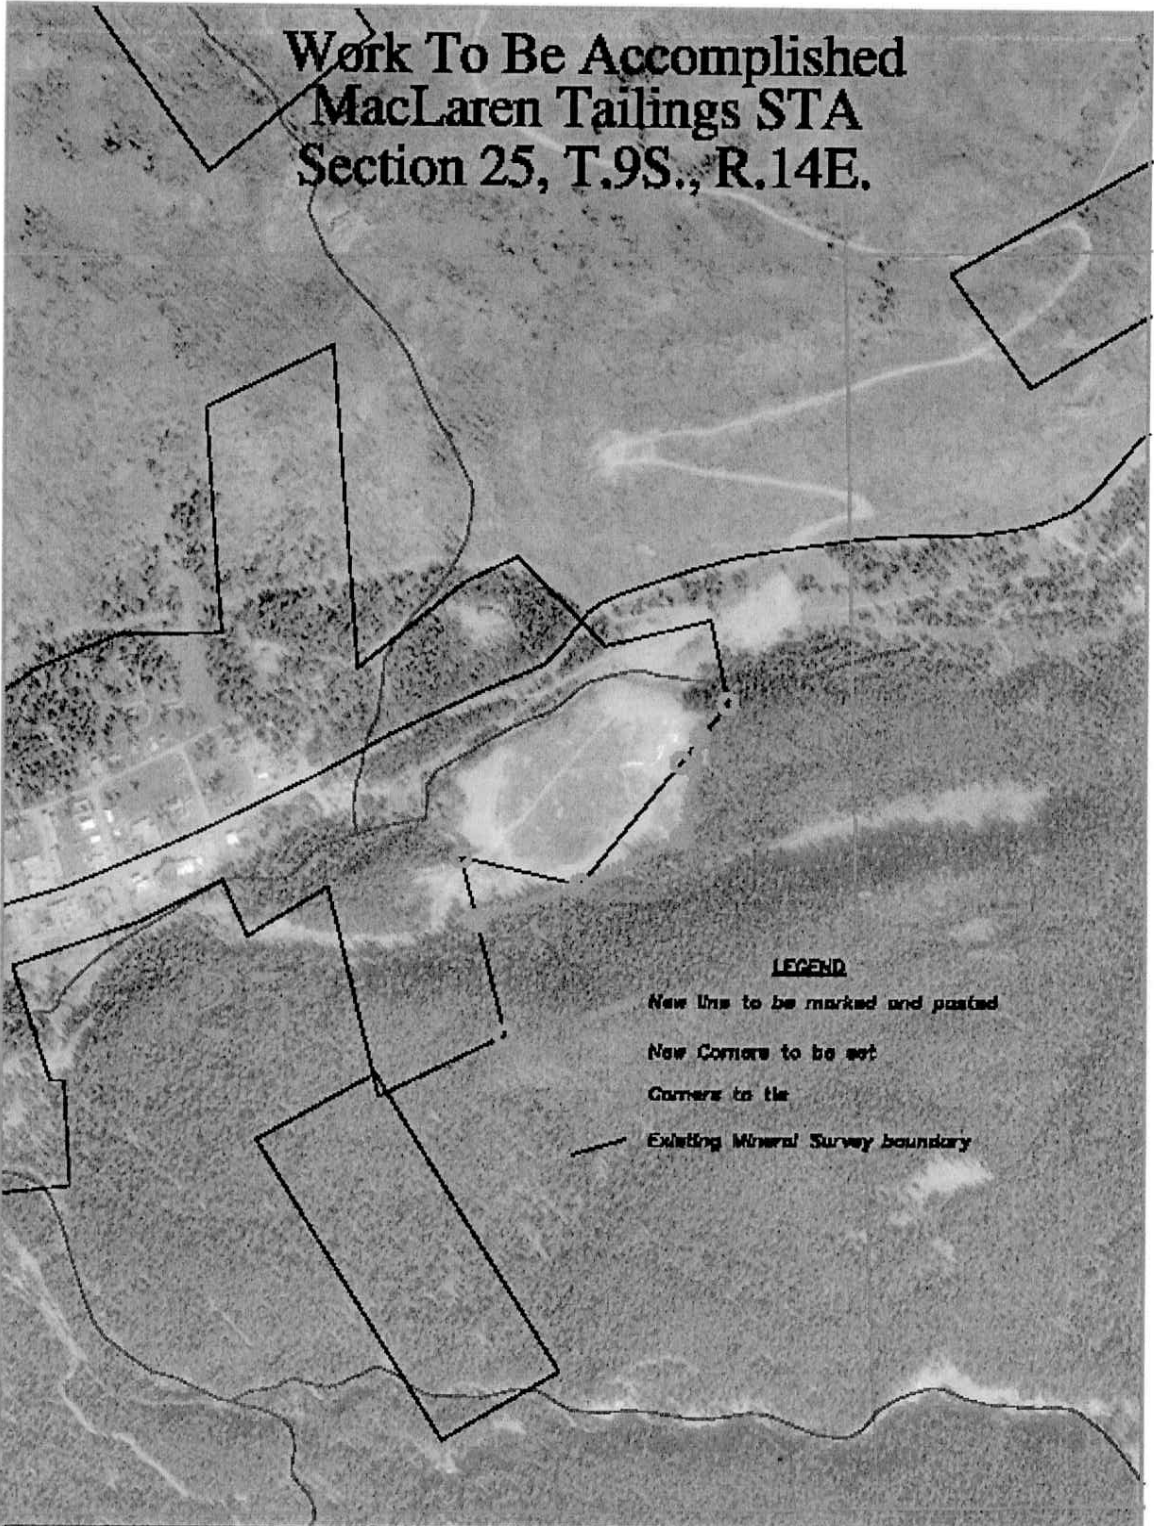 Work To Be Accomplished
MacLaren Tailings STA
Section 25, T.9S., R.14E.
LEGEND
New line to be marked and posted
New Corners to be set
Corners to tie
Existing Mineral Survey boundary